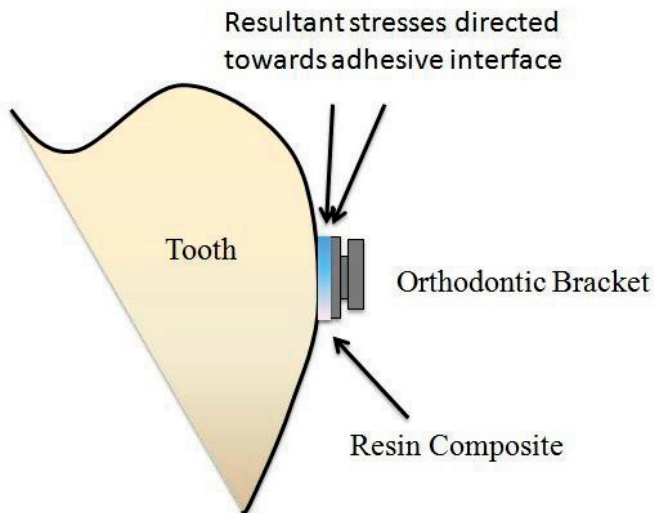 Resultant stresses directed
towards adhesive interface
Tooth
Orthodontic Bracket
Resin Composite